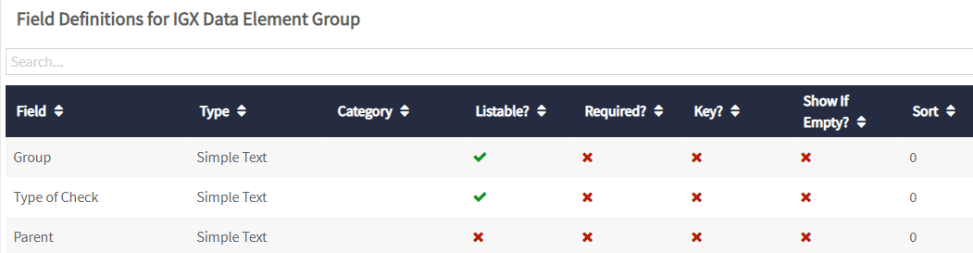 Field Definitions for IGX Data Element Group
Search...
Field Type Category Listable? Required? Key? Show If Empty? Sort
Group Simple Text 0
Type of Check Simple Text 0
Parent Simple Text 0